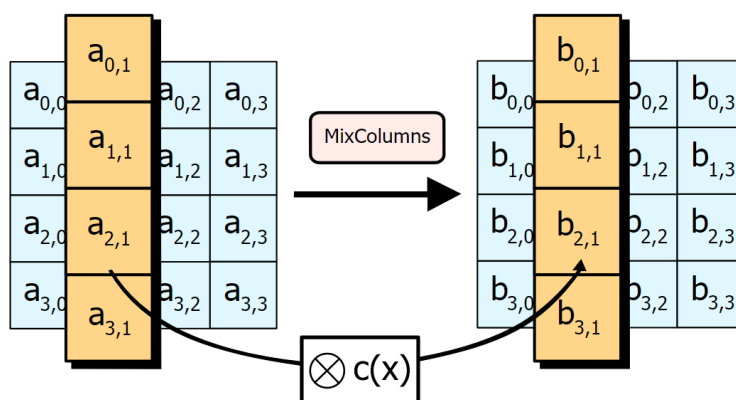 a0,0 a0,1 a0,2 a0,3
a1,0 a1,1 a1,2 a1,3
a2,0 a2,1 a2,2 a2,3
a3,0 a3,1 a3,2 a3,3
MixColumns
b0,0 b0,1 b0,2 b0,3
b1,0 b1,1 b1,2 b1,3
b2,0 b2,1 b2,2 b2,3
b3,0 b3,1 b3,2 b3,3
⊗ c(x)